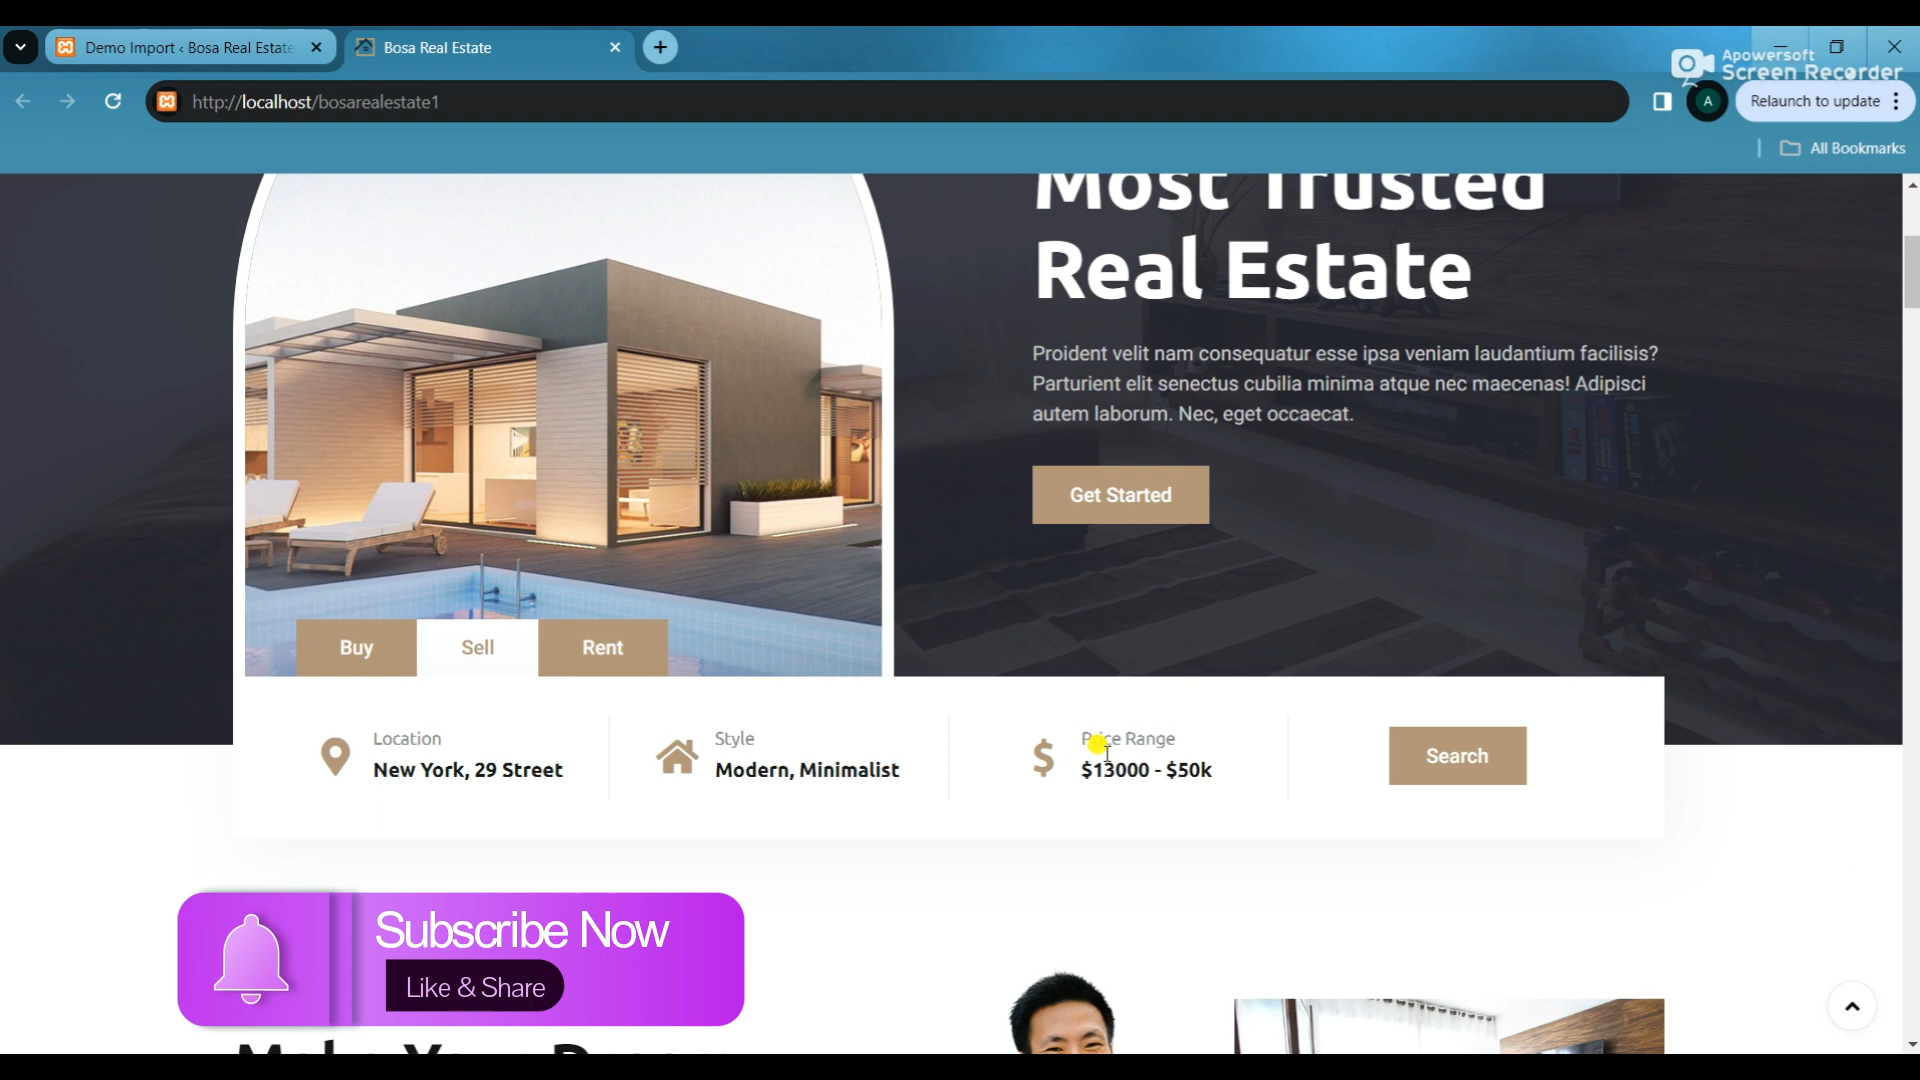 Demo Import ‹ Bosa Real Estate
Bosa Real Estate
Apowersoft
Screen Recorder
http://localhost/bosarealestate1
A
Relaunch to update
All Bookmarks
Most Trusted
Real Estate
Proident velit nam consequatur esse ipsa veniam laudantium facilisis?
Parturient elit senectus cubilia minima atque nec maecenas! Adipisci
autem laborum. Nec, eget occaecat.
Get Started
Buy
Sell
Rent
Location
New York, 29 Street
Style
Modern, Minimalist
$
Price Range
$13000 - $50k
Search
Subscribe Now
Like & Share